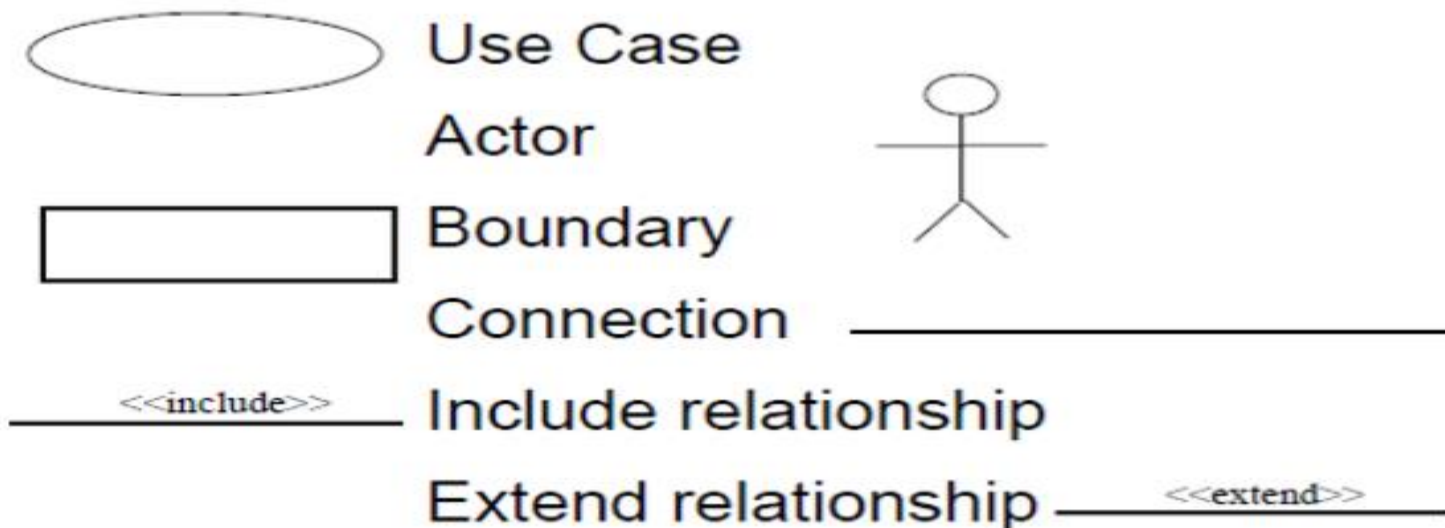 Use Case
Actor
Boundary
Connection
<<include>> Include relationship
Extend relationship <<extend>>